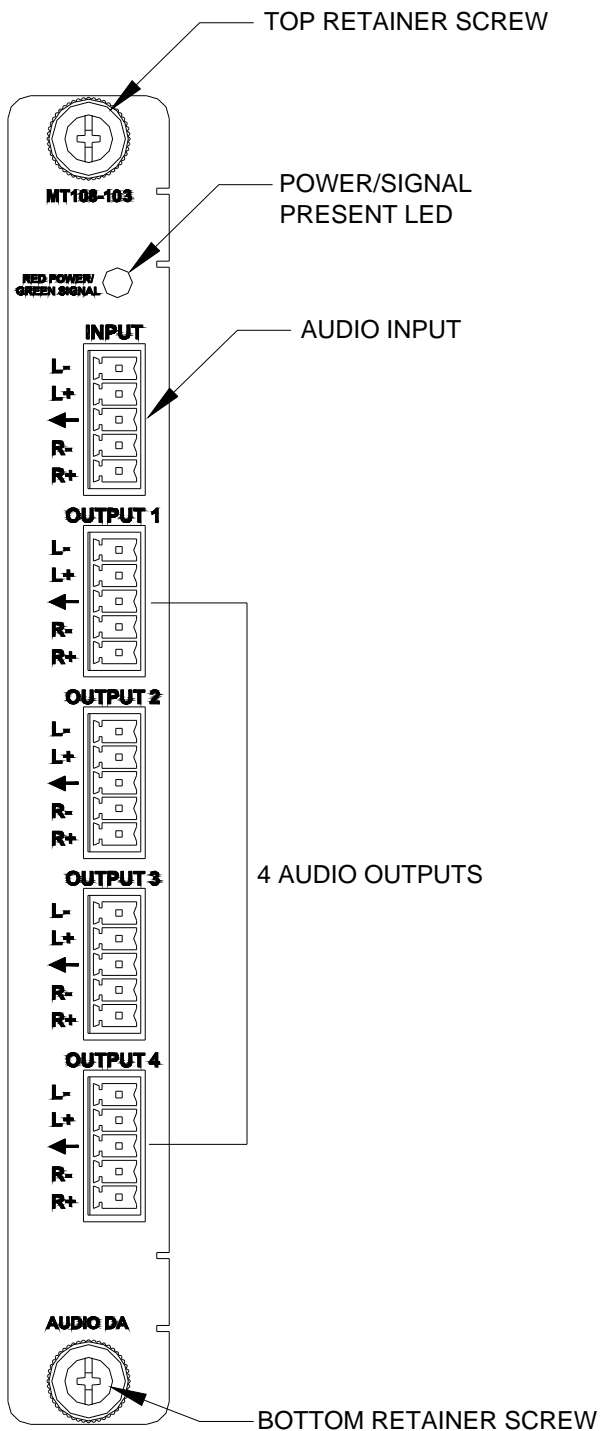 TOP RETAINER SCREW
MT108-103
POWER/SIGNAL
PRESENT LED
RED POWER/
GREEN SIGNAL
INPUT
AUDIO INPUT
L-
L+
←
R-
R+
OUTPUT 1
L-
L+
←
R-
R+
OUTPUT 2
L-
L+
←
R-
R+
4 AUDIO OUTPUTS
OUTPUT 3
L-
L+
←
R-
R+
OUTPUT 4
L-
L+
←
R-
R+
AUDIO DA
BOTTOM RETAINER SCREW